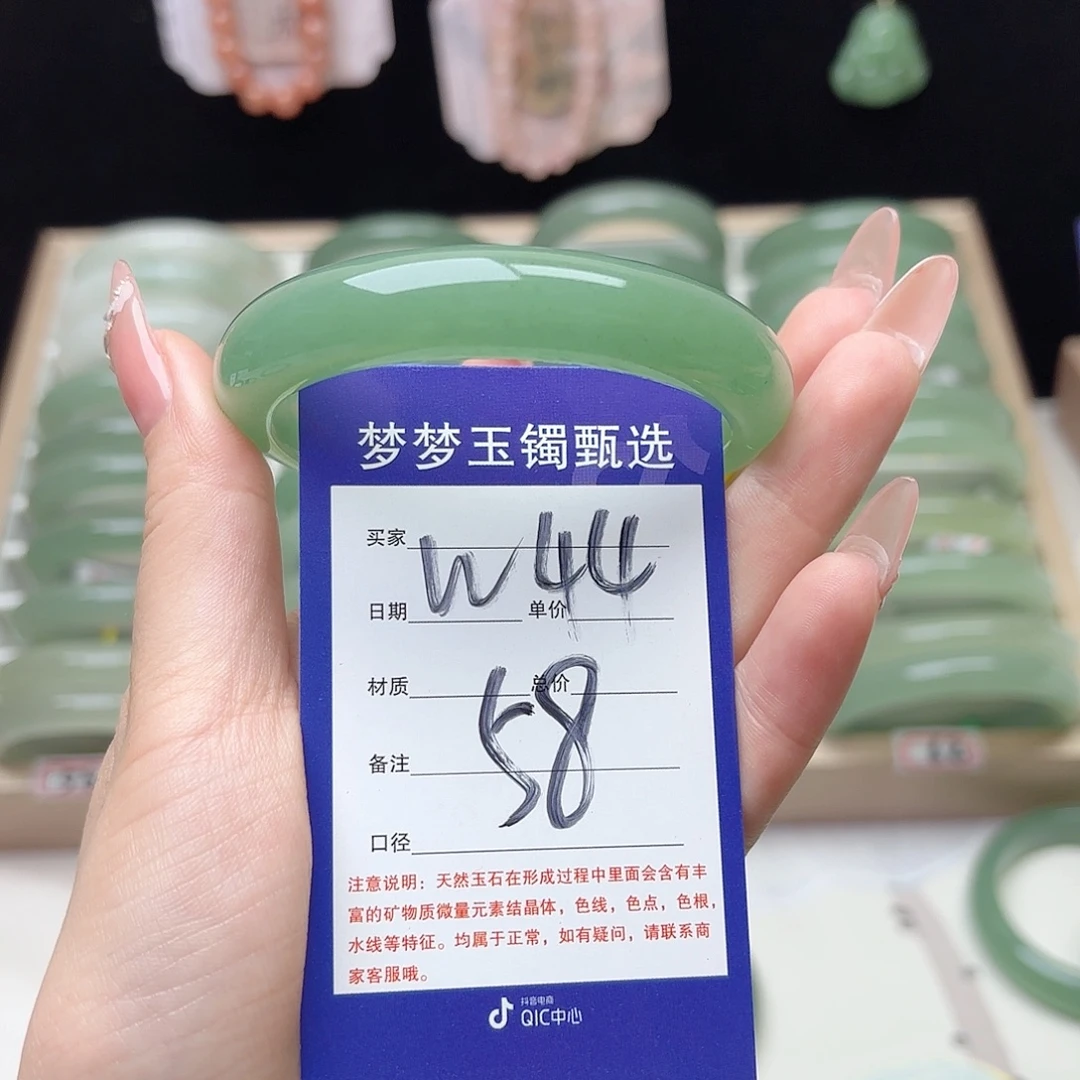 梦梦玉镯甄选
买家 W44
日期 单价
材质 总价
58
备注
口径
注意说明：天然玉石在形成过程中里面会含有丰
富的矿物质微量元素结晶体，色线，色点，色根，
水线等特征。均属于正常，如有疑问，请联系商
家客服哦。
抖音电商
QIC中心